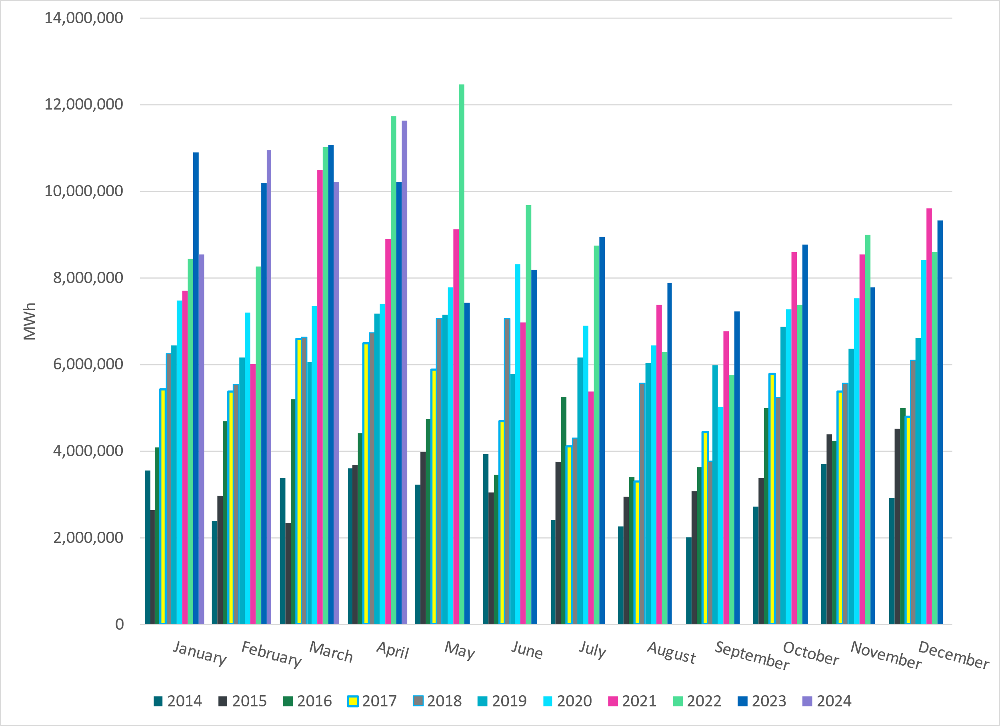 14,000,000
12,000,000
10,000,000
8,000,000
6,000,000
4,000,000
2,000,000
0
MWh
January February March April May June July August September October November December
2014 2015 2016 2017 2018 2019 2020 2021 2022 2023 2024